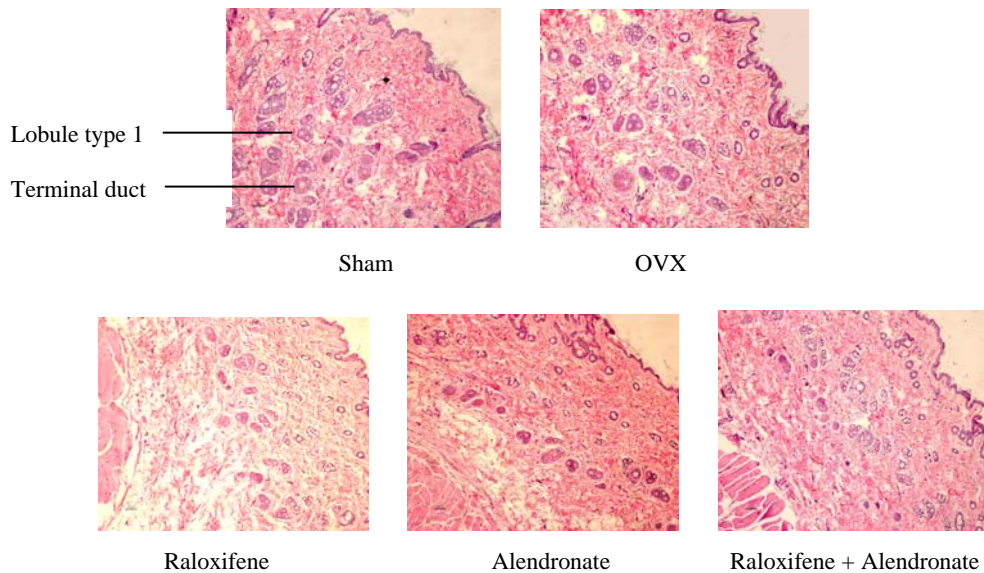 Lobule type 1
Terminal duct
Sham
OVX
Raloxifene
Alendronate
Raloxifene + Alendronate